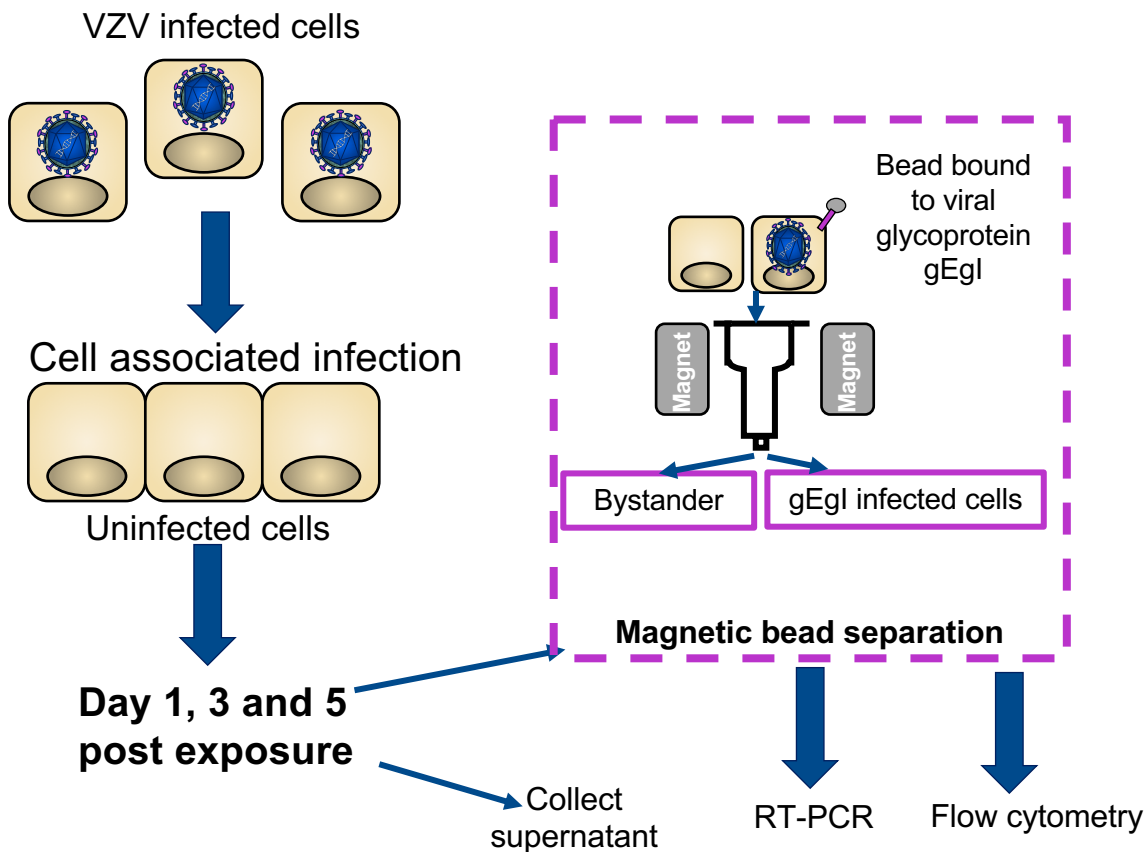 VZV infected cells
Cell associated infection
Uninfected cells
Day 1, 3 and 5
post exposure
Collect
supernatant
Bead bound
to viral
glycoprotein
gEgI
Magnet
Magnet
Bystander
gEgI infected cells
Magnetic bead separation
RT-PCR
Flow cytometry